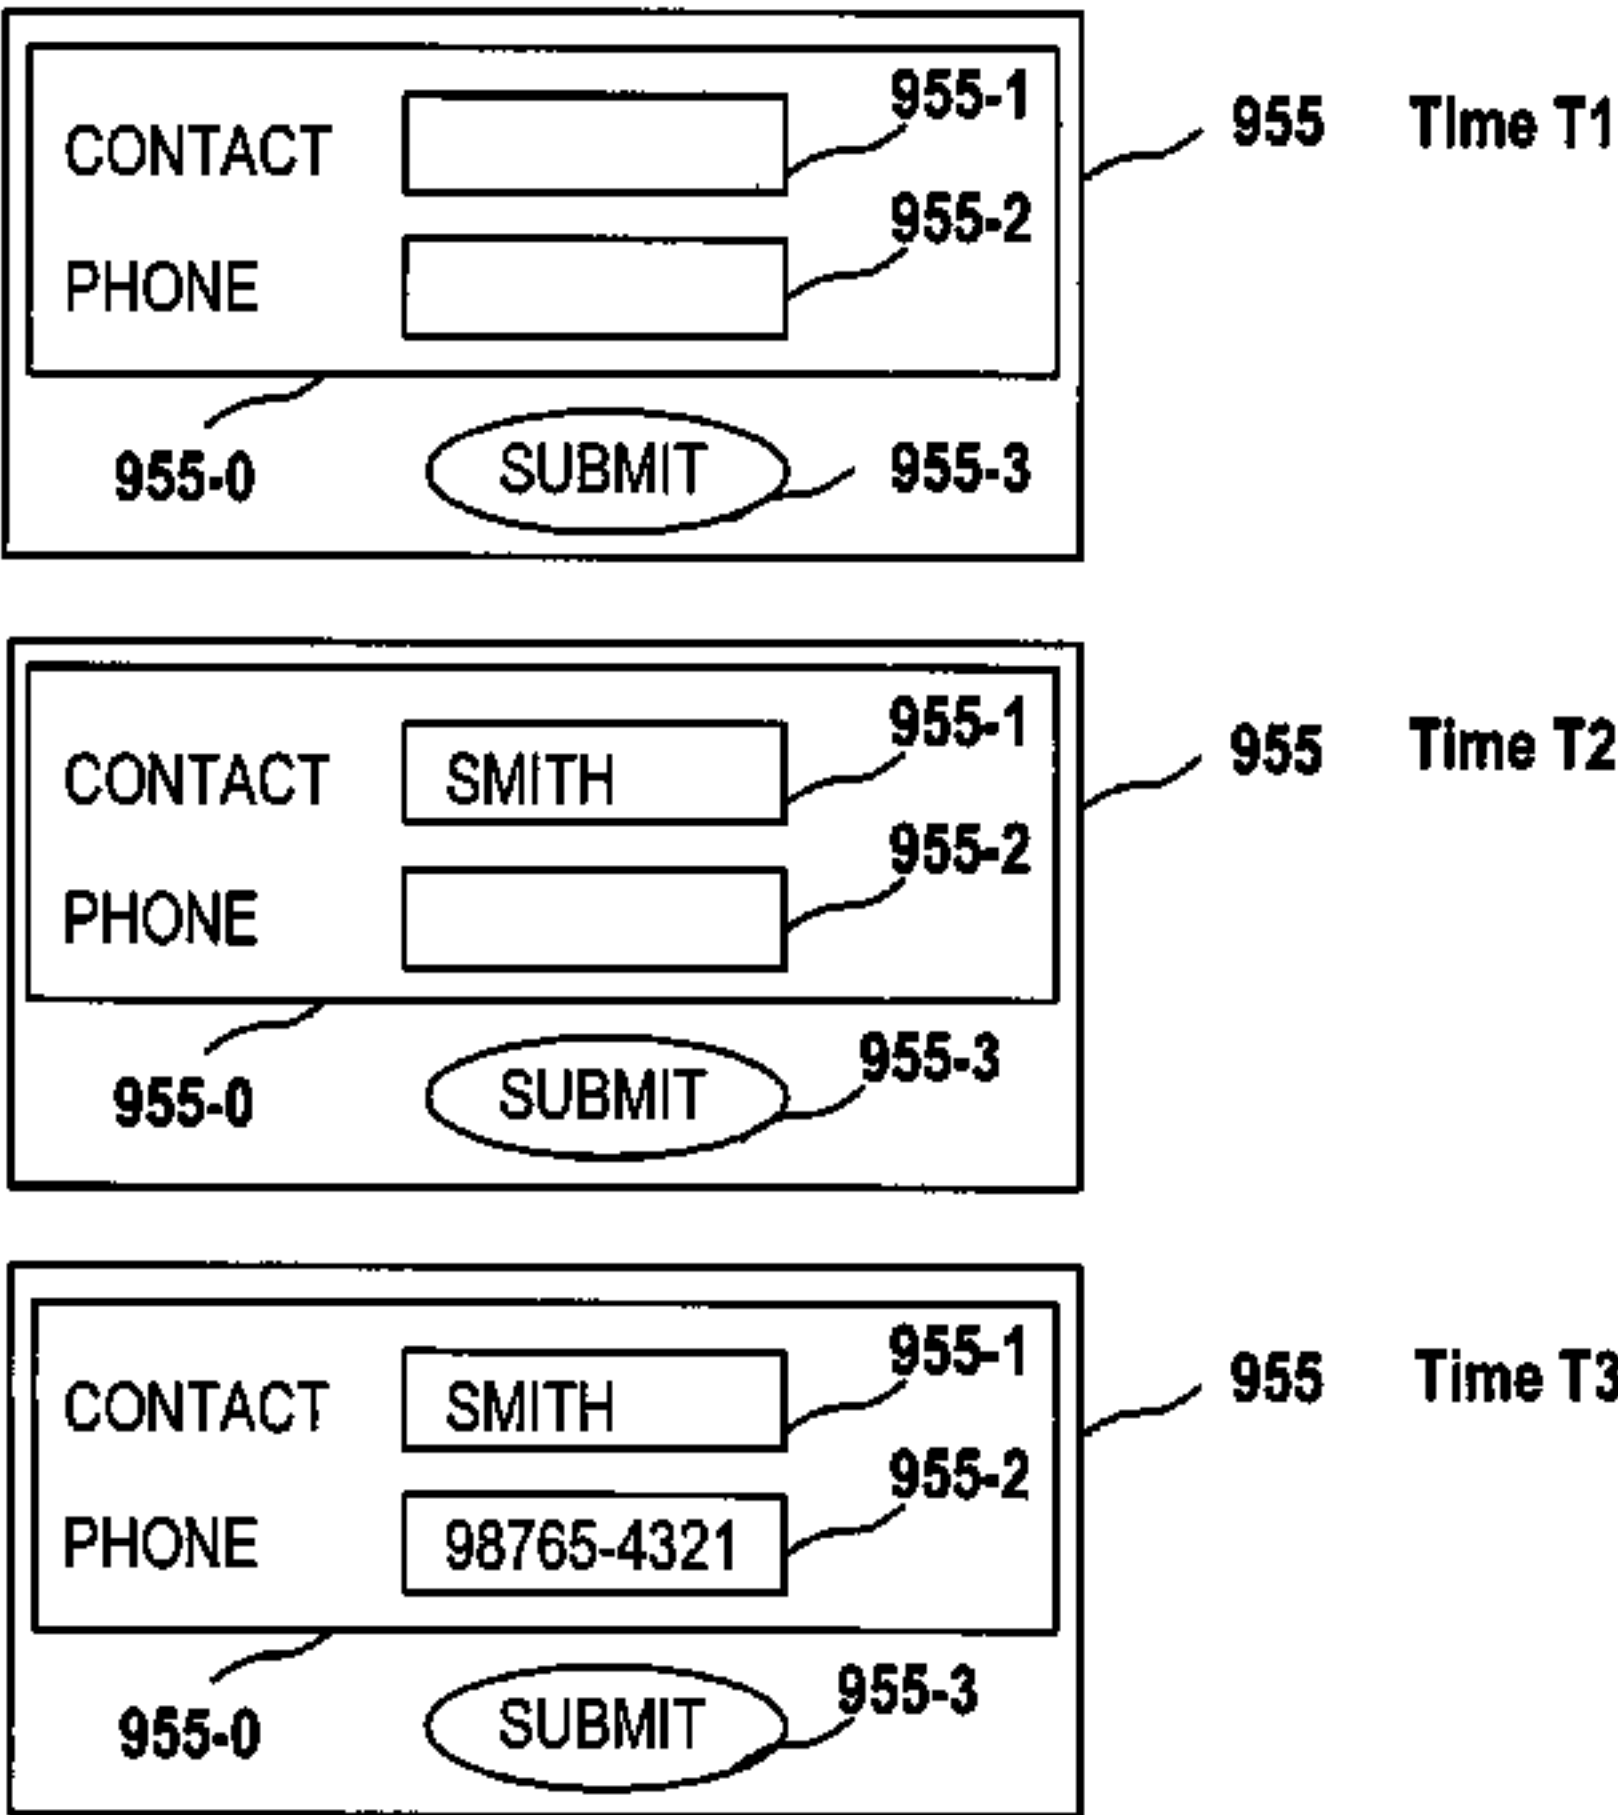 955-1
CONTACT
955 Time T1
955-2
PHONE
955-0
SUBMIT
955-3
955-1
CONTACT SMITH
955 Time T2
955-2
PHONE
955-0
SUBMIT
955-3
955-1
CONTACT SMITH
955 Time T3
955-2
PHONE 98765-4321
955-0
SUBMIT
955-3